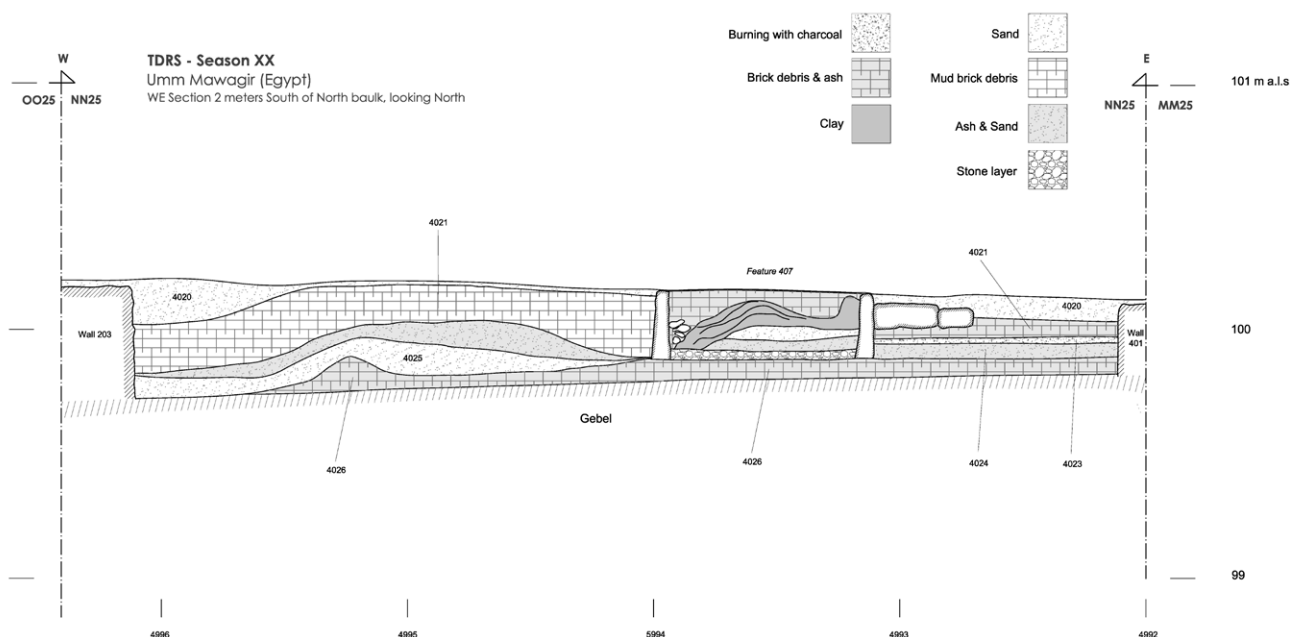 TDRS - Season XX
Umm Mawagir (Egypt)
WE Section 2 meters South of North baulk, looking North
W
OO25 NN25
Burning with charcoal
Brick debris & ash
Clay
Sand
Mud brick debris
Ash & Sand
Stone layer
E
NN25 MM25
101 m a.l.s
4021
Feature 407
4021
4020
4020
Wall 203
Wall
401
100
4025
Gebel
4026
4026
4024
4023
99
4996
4995
5994
4993
4992